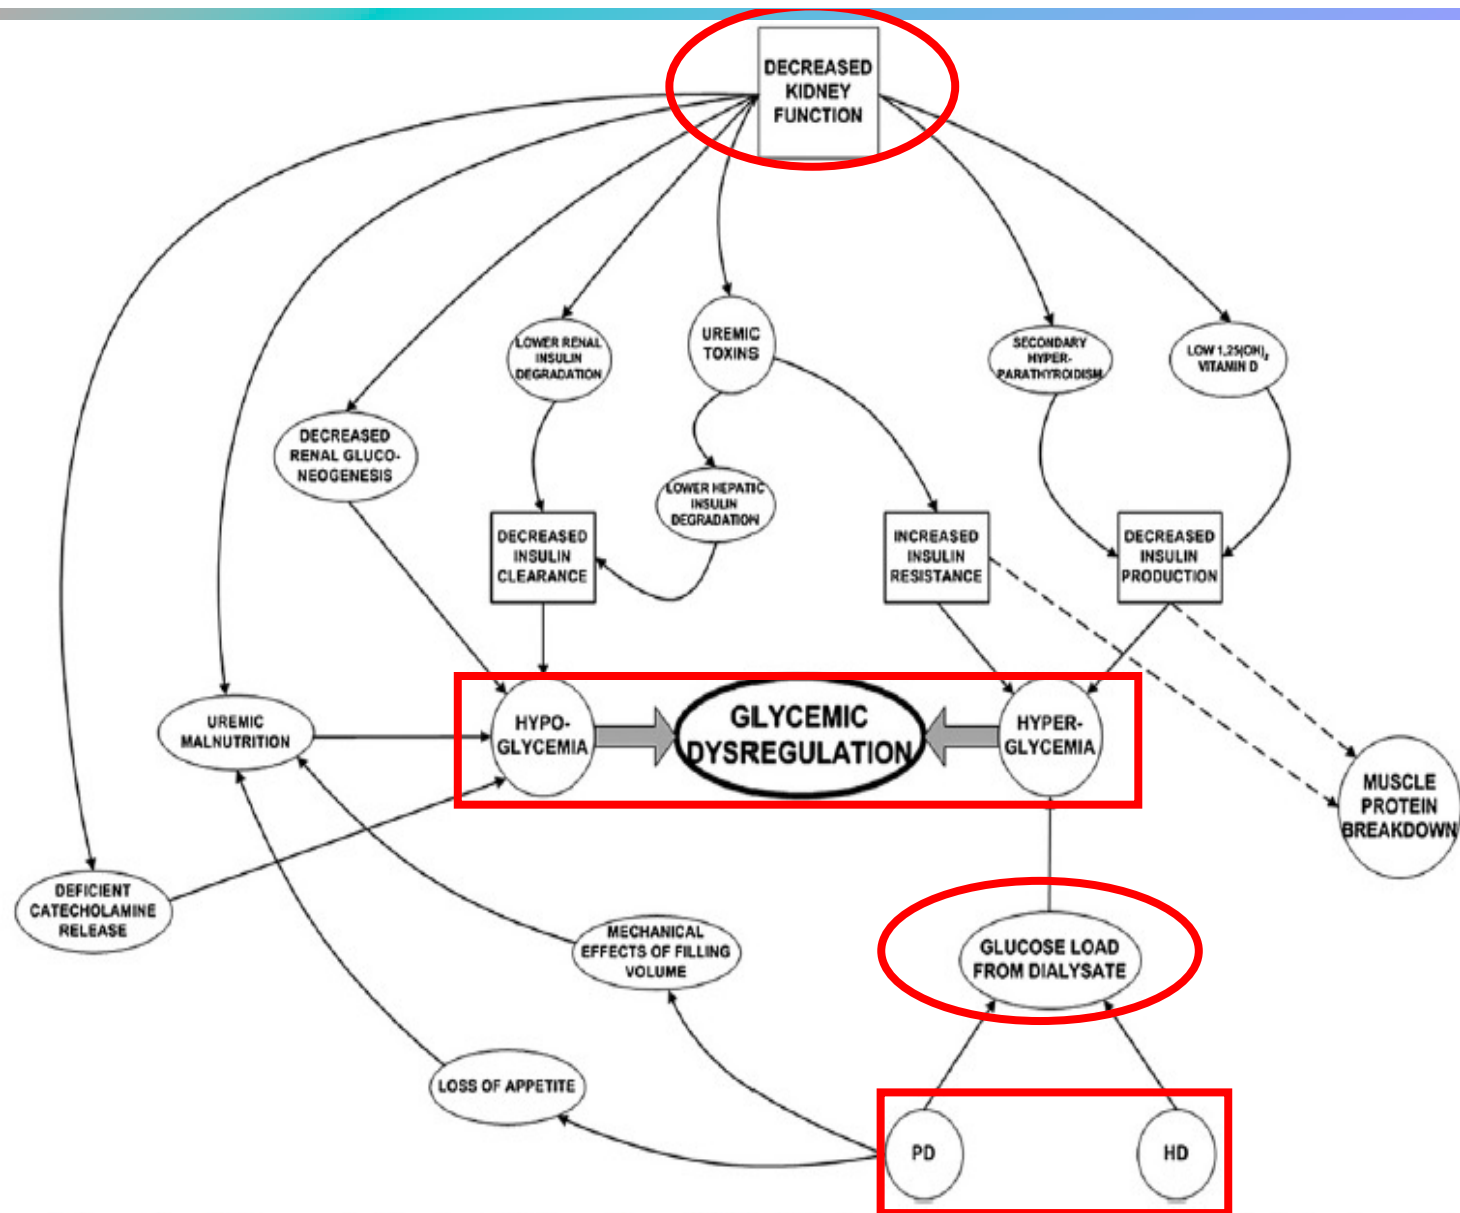 DECREASED
KIDNEY
FUNCTION
LOWER RENAL
INSULIN
DEGRADATION
UREMIC
TOXINS
SECONDARY
HYPER-
PARATHYROIDISM
LOW 1,25(OH)₂
VITAMIN D
DECREASED
RENAL GLUCO-
NEOGENESIS
LOWER HEPATIC
INSULIN
DEGRADATION
DECREASED
INSULIN
CLEARANCE
INCREASED
INSULIN
RESISTANCE
DECREASED
INSULIN
PRODUCTION
UREMIC
MALNUTRITION
HYPO-
GLYCEMIA
GLYCEMIC
DYSREGULATION
HYPER-
GLYCEMIA
MUSCLE
PROTEIN
BREAKDOWN
DEFICIENT
CATECHOLAMINE
RELEASE
MECHANICAL
EFFECTS OF FILLING
VOLUME
GLUCOSE LOAD
FROM DIALYSATE
LOSS OF APPETITE
PD
HD